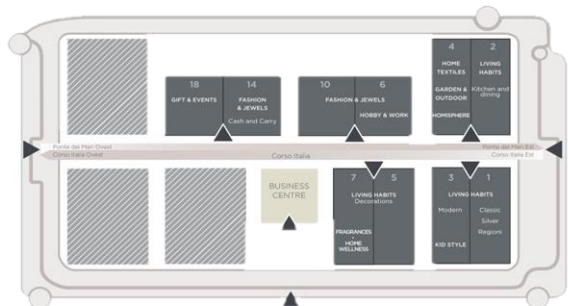 4
2
HOME
TEXTILES
LIVING
HABITS
GARDEN &
OUTDOOR
Kitchen and
dining
HOMISPHERE
18
14
GIFT & EVENTS
FASHION
& JEWELS
Cash and Carry
10
6
FASHION & JEWELS
HOBBY & WORK
Ponte dei Mari Ovest
Ponte dei Mari Est
Corso Italia Ovest
Corso Italia
Corso Italia Est
BUSINESS
CENTRE
7
5
LIVING HABITS
Decorations
FRAGRANCES
HOME
WELLNESS
3
1
LIVING HABITS
Modern
Classic
Silver
Regioni
KID STYLE